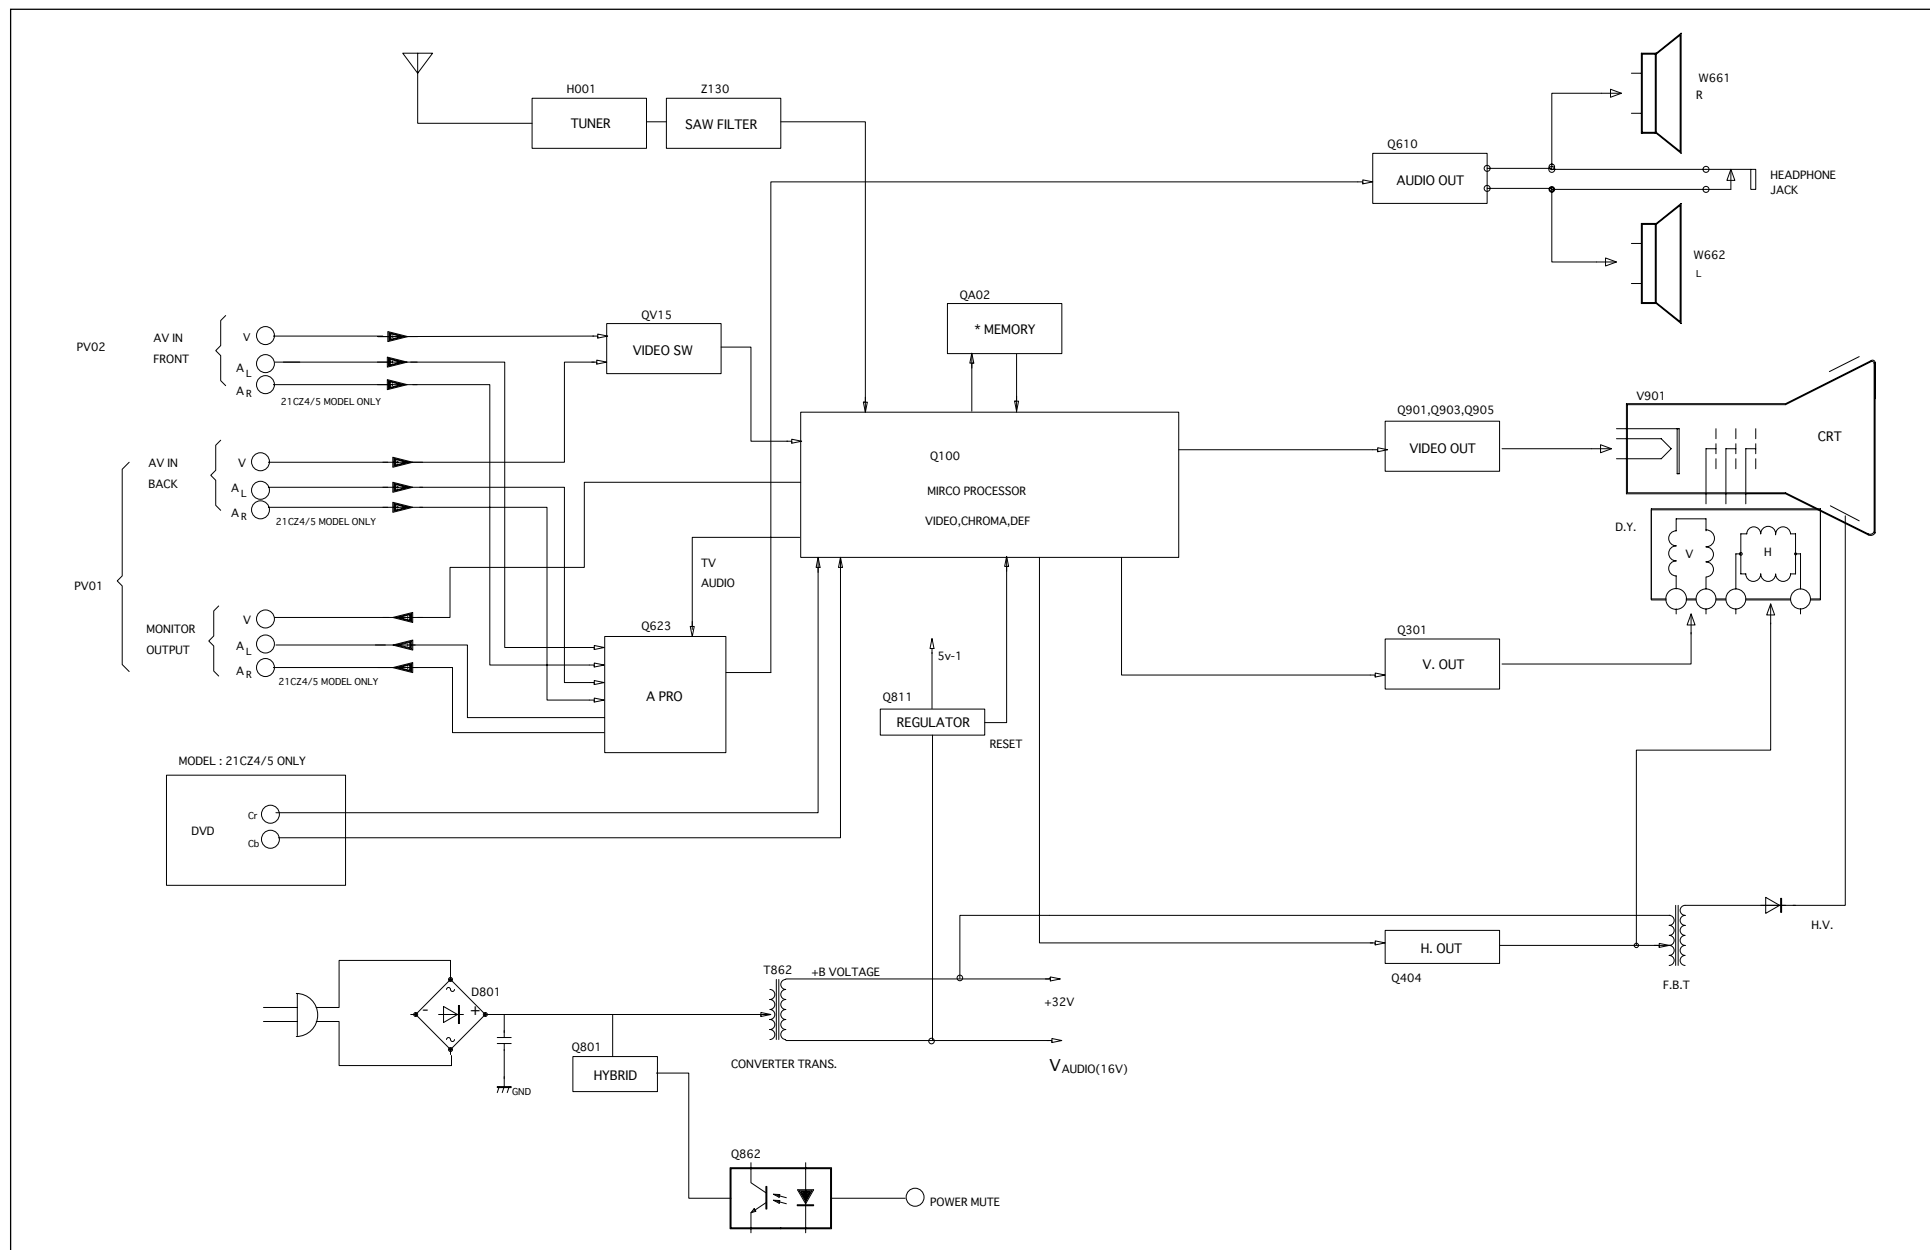 H001
TUNER
Z130
SAW FILTER
W661
R
Q610
AUDIO OUT
HEADPHONE
JACK
W662
L
PV02
AV IN
FRONT
V
A L
A R
21CZ4/5 MODEL ONLY
QV15
VIDEO SW
QA02
* MEMORY
Q901,Q903,Q905
VIDEO OUT
V901
CRT
PV01
AV IN
BACK
V
A L
A R
21CZ4/5 MODEL ONLY
Q100
MIRCO PROCESSOR
VIDEO,CHROMA,DEF
D.Y.
V
H
TV
AUDIO
MONITOR
OUTPUT
V
A L
A R
21CZ4/5 MODEL ONLY
Q623
A PRO
5v-1
Q811
REGULATOR
RESET
Q301
V. OUT
MODEL : 21CZ4/5 ONLY
DVD
Cr
Cb
H. OUT
Q404
H.V.
F.B.T
D801
~
-
+
~
GND
T862
+B VOLTAGE
+32V
VAUDIO(16V)
CONVERTER TRANS.
Q801
HYBRID
Q862
POWER MUTE